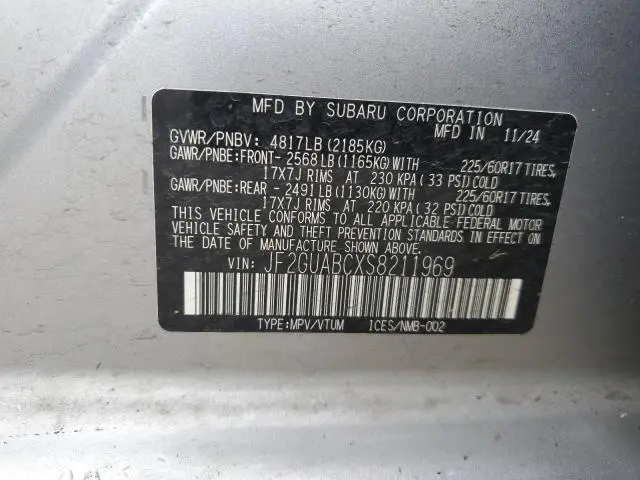 MFD BY SUBARU CORPORATION
MFD IN 11/24
GVWR/PNBV: 4817LB (2185KG)
GAWR/PNBE:FRONT- 2568 LB (1165KG) WITH 225/60R17 TIRES,
17X7J RIMS AT 230 KPA ( 33 PSI) COLD
GAWR/PNBE:REAR - 2491 LB (1130KG) WITH 225/60R17 TIRES,
17X7J RIMS AT 220 KPA ( 32 PSI) COLD
THIS VEHICLE CONFORMS TO ALL APPLICABLE FEDERAL MOTOR
VEHICLE SAFETY AND THEFT PREVENTION STANDARDS IN EFFECT ON
THE DATE OF MANUFACTURE SHOWN ABOVE.
VIN: JF2GUABCXS8211969
TYPE:MPV/VTUM ICES/NMB-002